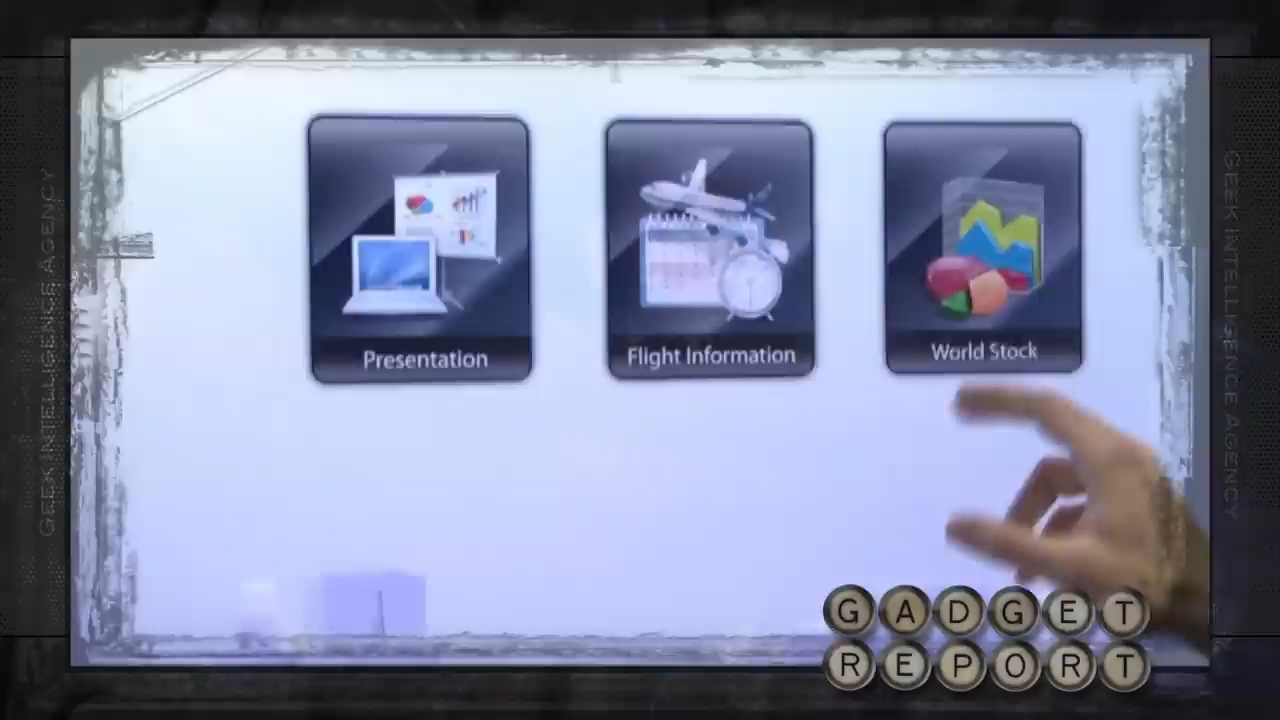 Presentation
Flight Information
World Stock
GADGET
REPORT
GEEK INTELLIGENCE AGENCY
GEEK INTELLIGENCE AGENCY